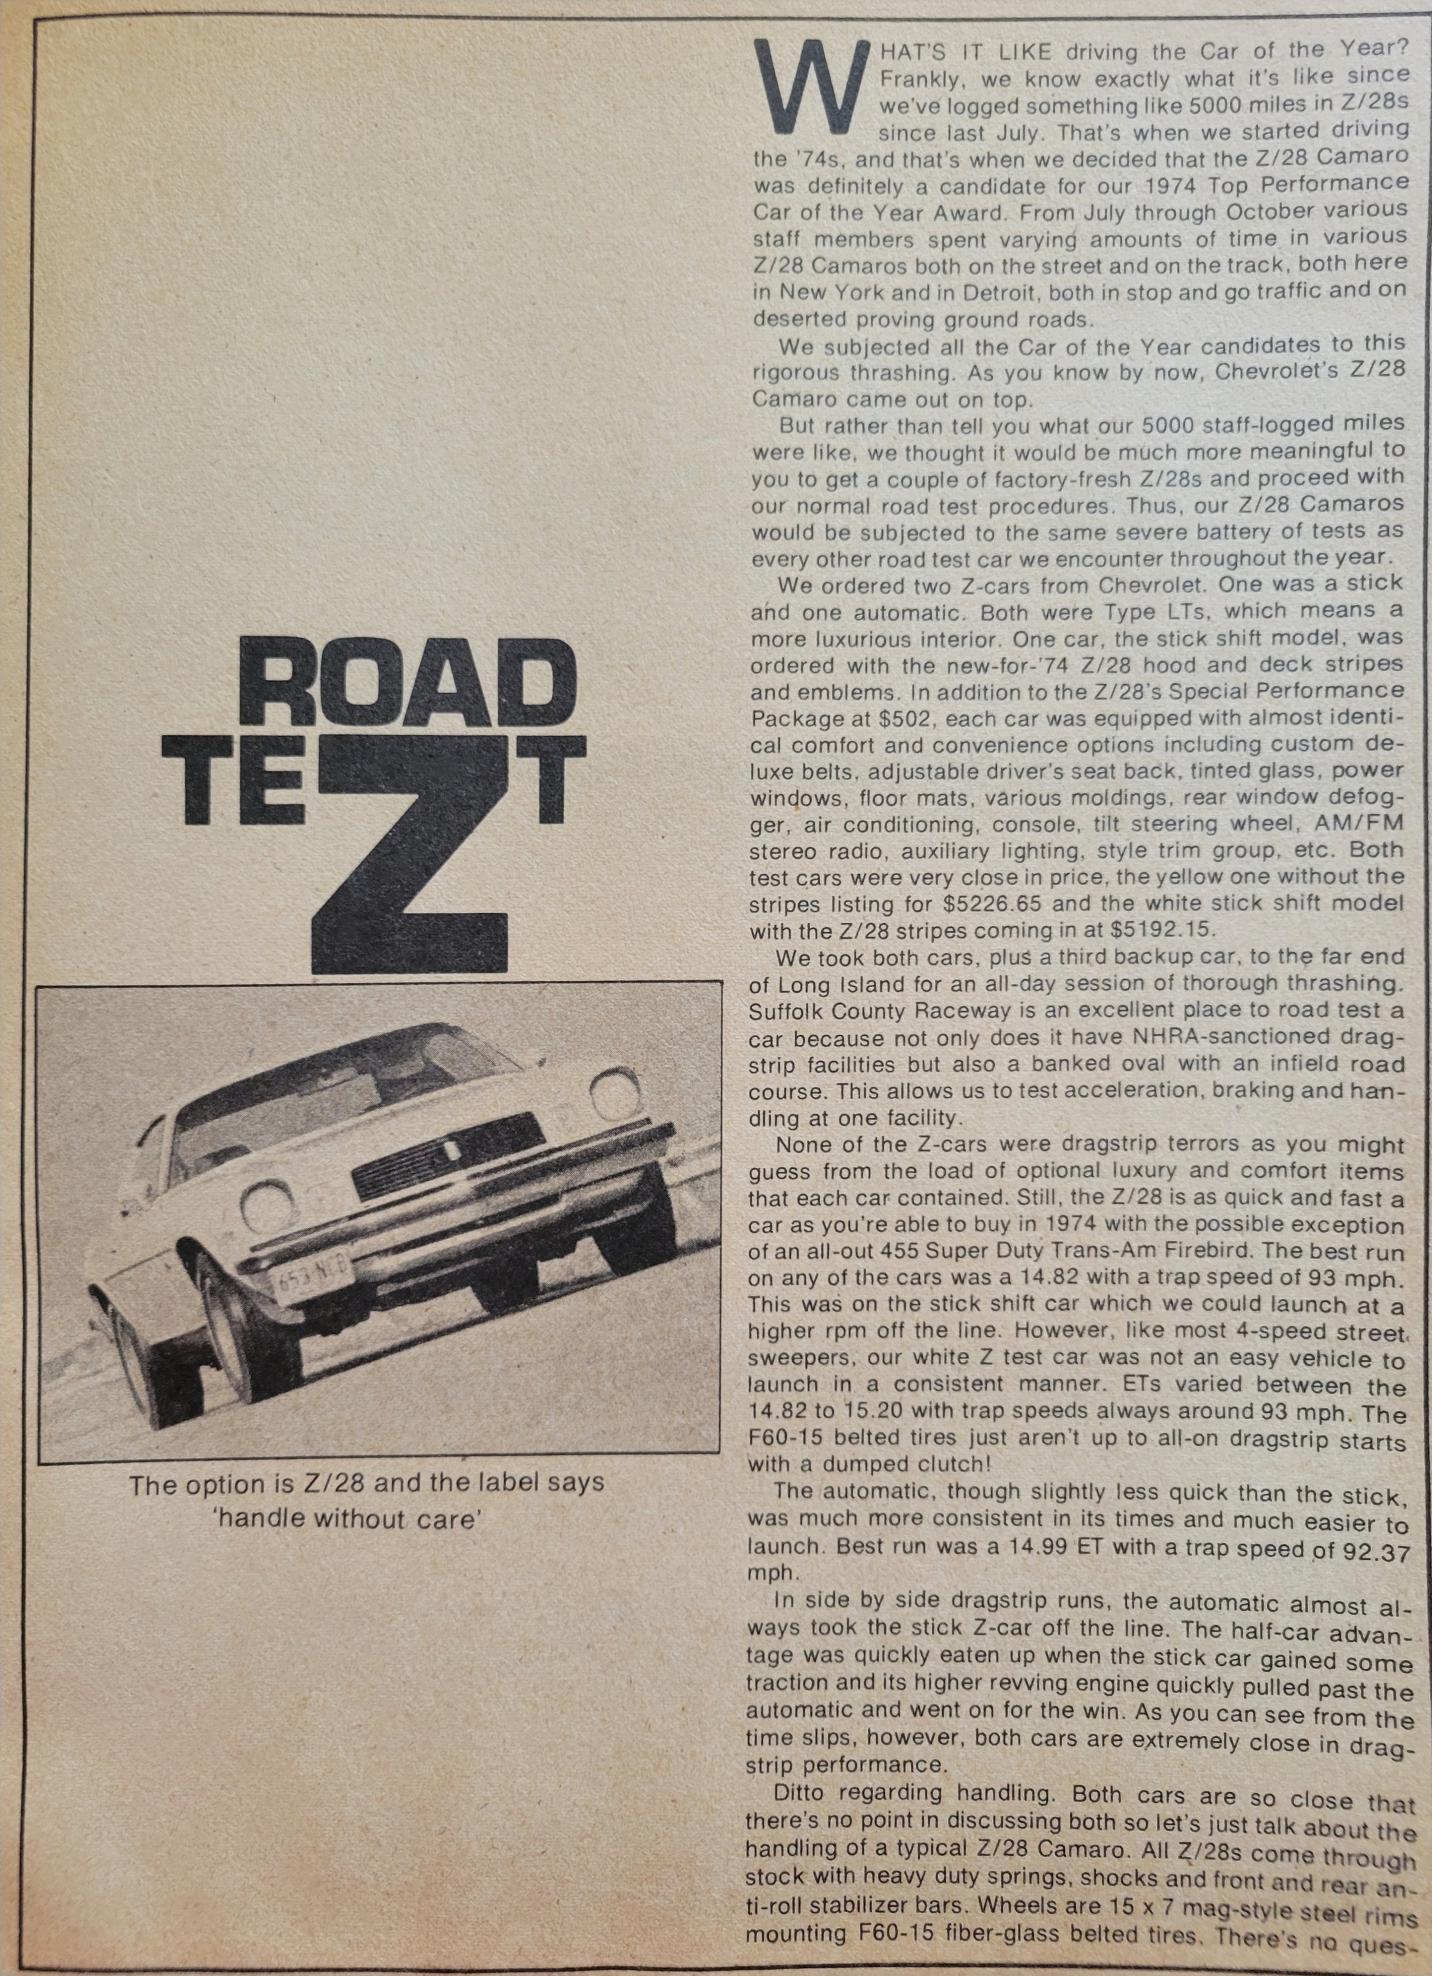 ROAD
TEZT
653 NCB
The option is Z/28 and the label says
'handle without care'
WHAT'S IT LIKE driving the Car of the Year?
Frankly, we know exactly what it's like since
we've logged something like 5000 miles in Z/28s
since last July. That's when we started driving
the '74s, and that's when we decided that the Z/28 Camaro
was definitely a candidate for our 1974 Top Performance
Car of the Year Award. From July through October various
staff members spent varying amounts of time in various
Z/28 Camaros both on the street and on the track, both here
in New York and in Detroit, both in stop and go traffic and on
deserted proving ground roads.
We subjected all the Car of the Year candidates to this
rigorous thrashing. As you know by now, Chevrolet's Z/28
Camaro came out on top.
But rather than tell you what our 5000 staff-logged miles
were like, we thought it would be much more meaningful to
you to get a couple of factory-fresh Z/28s and proceed with
our normal road test procedures. Thus, our Z/28 Camaros
would be subjected to the same severe battery of tests as
every other road test car we encounter throughout the year.
We ordered two Z-cars from Chevrolet. One was a stick
and one automatic. Both were Type LTs, which means a
more luxurious interior. One car, the stick shift model, was
ordered with the new-for-'74 Z/28 hood and deck stripes
and emblems. In addition to the Z/28's Special Performance
Package at $502, each car was equipped with almost identi-
cal comfort and convenience options including custom de-
luxe belts, adjustable driver's seat back, tinted glass, power
windows, floor mats, various moldings, rear window defog-
ger, air conditioning, console, tilt steering wheel, AM/FM
stereo radio, auxiliary lighting, style trim group, etc. Both
test cars were very close in price, the yellow one without the
stripes listing for $5226.65 and the white stick shift model
with the Z/28 stripes coming in at $5192.15.
We took both cars, plus a third backup car, to the far end
of Long Island for an all-day session of thorough thrashing.
Suffolk County Raceway is an excellent place to road test a
car because not only does it have NHRA-sanctioned drag-
strip facilities but also a banked oval with an infield road
course. This allows us to test acceleration, braking and han-
dling at one facility.
None of the Z-cars were dragstrip terrors as you might
guess from the load of optional luxury and comfort items
that each car contained. Still, the Z/28 is as quick and fast a
car as you're able to buy in 1974 with the possible exception
of an all-out 455 Super Duty Trans-Am Firebird. The best run
on any of the cars was a 14.82 with a trap speed of 93 mph.
This was on the stick shift car which we could launch at a
higher rpm off the line. However, like most 4-speed street
sweepers, our white Z test car was not an easy vehicle to
launch in a consistent manner. ETs varied between the
14.82 to 15.20 with trap speeds always around 93 mph. The
F60-15 belted tires just aren't up to all-on dragstrip starts
with a dumped clutch!
The automatic, though slightly less quick than the stick,
was much more consistent in its times and much easier to
launch. Best run was a 14.99 ET with a trap speed of 92.37
mph.
In side by side dragstrip runs, the automatic almost al-
ways took the stick Z-car off the line. The half-car advan-
tage was quickly eaten up when the stick car gained some
traction and its higher revving engine quickly pulled past the
automatic and went on for the win. As you can see from the
time slips, however, both cars are extremely close in drag-
strip performance.
Ditto regarding handling. Both cars are so close that
there's no point in discussing both so let's just talk about the
handling of a typical Z/28 Camaro. All Z/28s come through
stock with heavy duty springs, shocks and front and rear an-
ti-roll stabilizer bars. Wheels are 15 x 7 mag-style steel rims
mounting F60-15 fiber-glass belted tires. There's no ques-